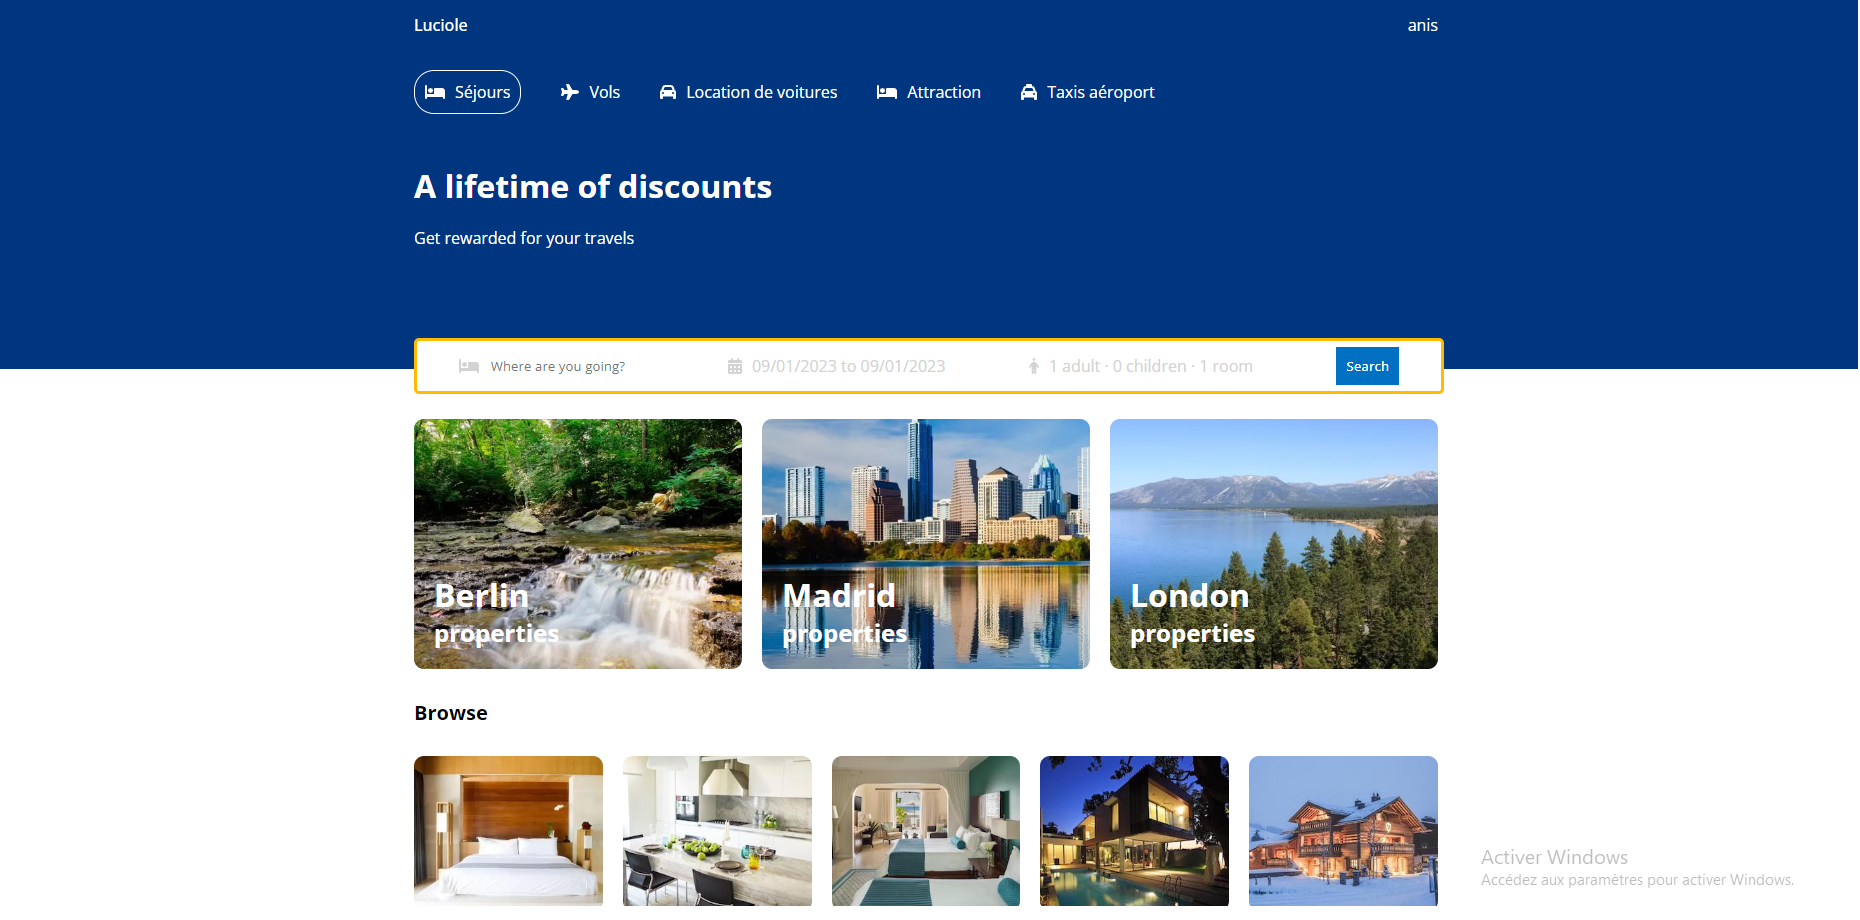 Luciole
anis
Séjours
Vols
Location de voitures
Attraction
Taxis aéroport
A lifetime of discounts
Get rewarded for your travels
Where are you going?
09/01/2023 to 09/01/2023
1 adult · 0 children · 1 room
Search
Berlin
properties
Madrid
properties
London
properties
Browse
Activer Windows
Accédez aux paramètres pour activer Windows.